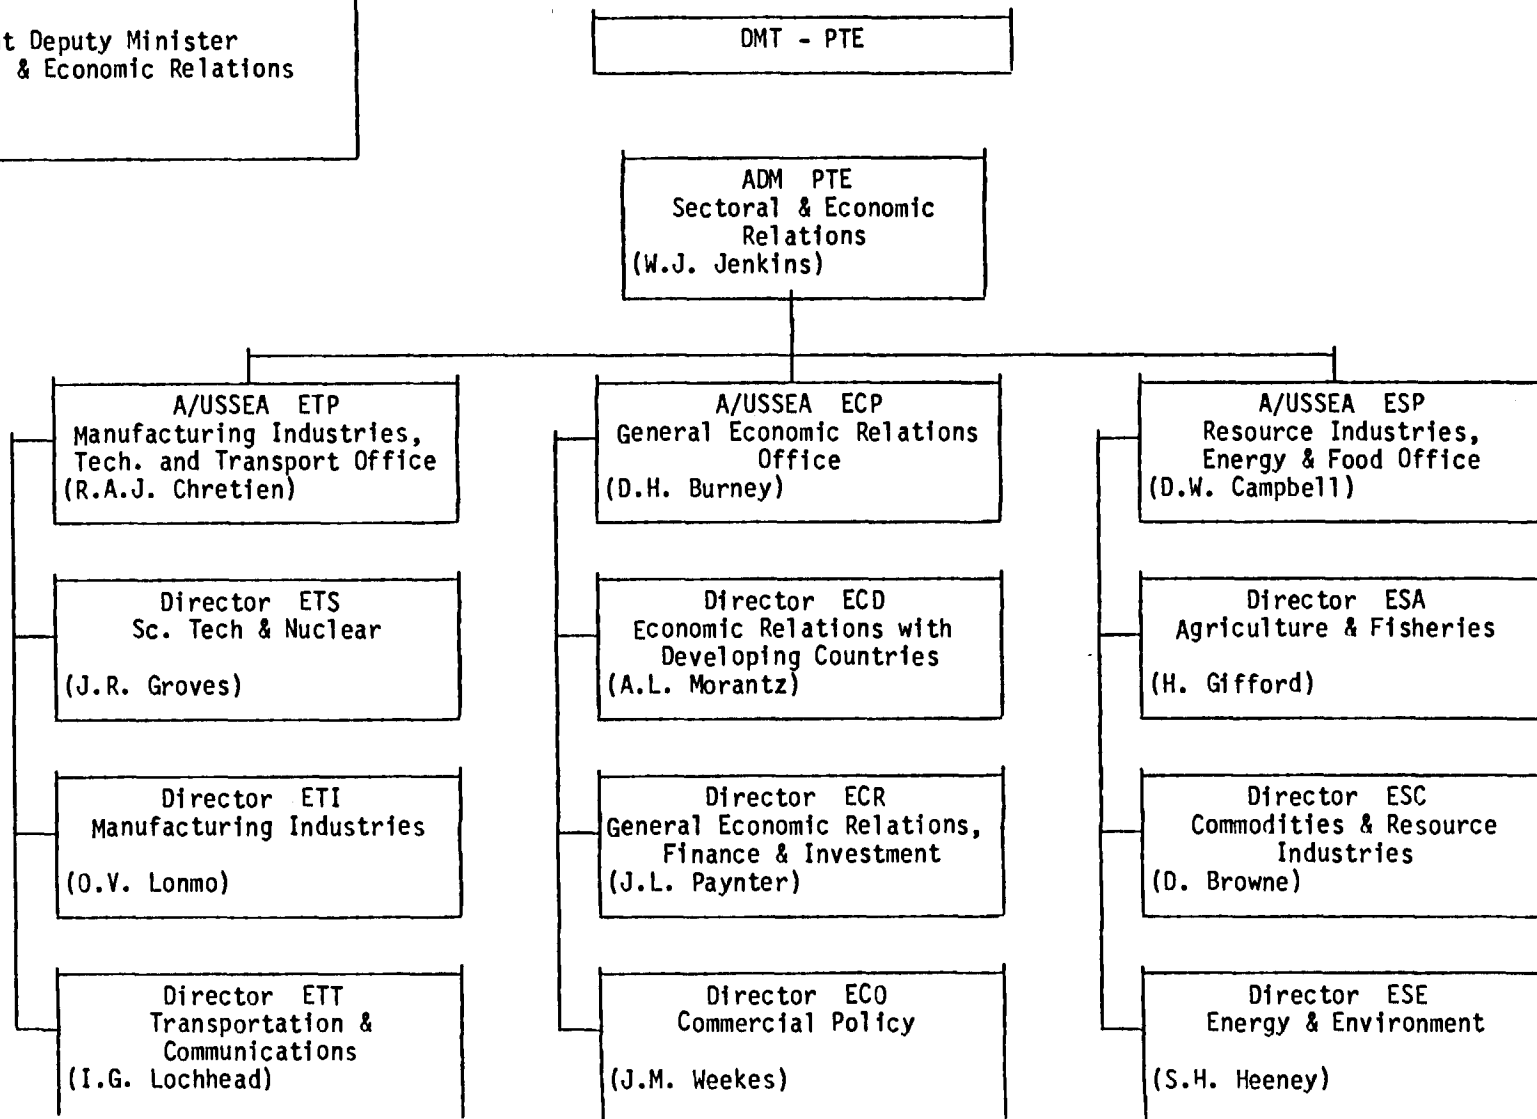 t Deputy Minister
& Economic Relations
DMT - PTE
ADM PTE
Sectoral & Economic
Relations
(W.J. Jenkins)
A/USSEA ETP
Manufacturing Industries,
Tech. and Transport Office
(R.A.J. Chretien)
Director ETS
Sc. Tech & Nuclear
(J.R. Groves)
Director ETI
Manufacturing Industries
(O.V. Lonmo)
Director ETT
Transportation &
Communications
(I.G. Lochhead)
A/USSEA ECP
General Economic Relations
Office
(D.H. Burney)
Director ECD
Economic Relations with
Developing Countries
(A.L. Morantz)
Director ECR
General Economic Relations,
Finance & Investment
(J.L. Paynter)
Director ECO
Commercial Policy
(J.M. Weekes)
A/USSEA ESP
Resource Industries,
Energy & Food Office
(D.W. Campbell)
Director ESA
Agriculture & Fisheries
(H. Gifford)
Director ESC
Commodities & Resource
Industries
(D. Browne)
Director ESE
Energy & Environment
(S.H. Heeney)